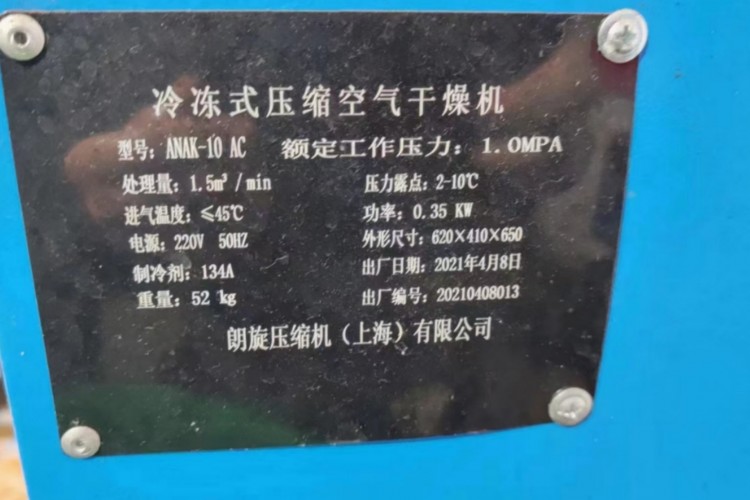 冷冻式压缩空气干燥机
型号：ANAK-10 AC 额定工作压力：1.0MPA
处理量：1.5m³/min 压力露点：2-10℃
进气温度：≤45℃ 功率：0.35 KW
电源：220V 50HZ 外形尺寸：620×410×650
制冷剂：134A 出厂日期：2021年4月8日
重量：52 kg 出厂编号：20210408013
朗旋压缩机（上海）有限公司